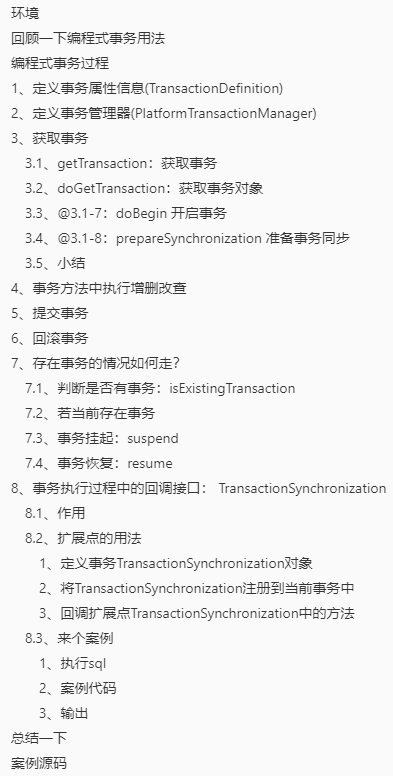 环境
回顾一下编程式事务用法
编程式事务过程
1、定义事务属性信息(TransactionDefinition)
2、定义事务管理器(PlatformTransactionManager)
3、获取事务
3.1、getTransaction：获取事务
3.2、doGetTransaction：获取事务对象
3.3、@3.1-7：doBegin 开启事务
3.4、@3.1-8：prepareSynchronization 准备事务同步
3.5、小结
4、事务方法中执行增删改查
5、提交事务
6、回滚事务
7、存在事务的情况如何走？
7.1、判断是否有事务：isExistingTransaction
7.2、若当前存在事务
7.3、事务挂起：suspend
7.4、事务恢复：resume
8、事务执行过程中的回调接口： TransactionSynchronization
8.1、作用
8.2、扩展点的用法
1、定义事务TransactionSynchronization对象
2、将TransactionSynchronization注册到当前事务中
3、回调扩展点TransactionSynchronization中的方法
8.3、来个案例
1、执行sql
2、案例代码
3、输出
总结一下
案例源码